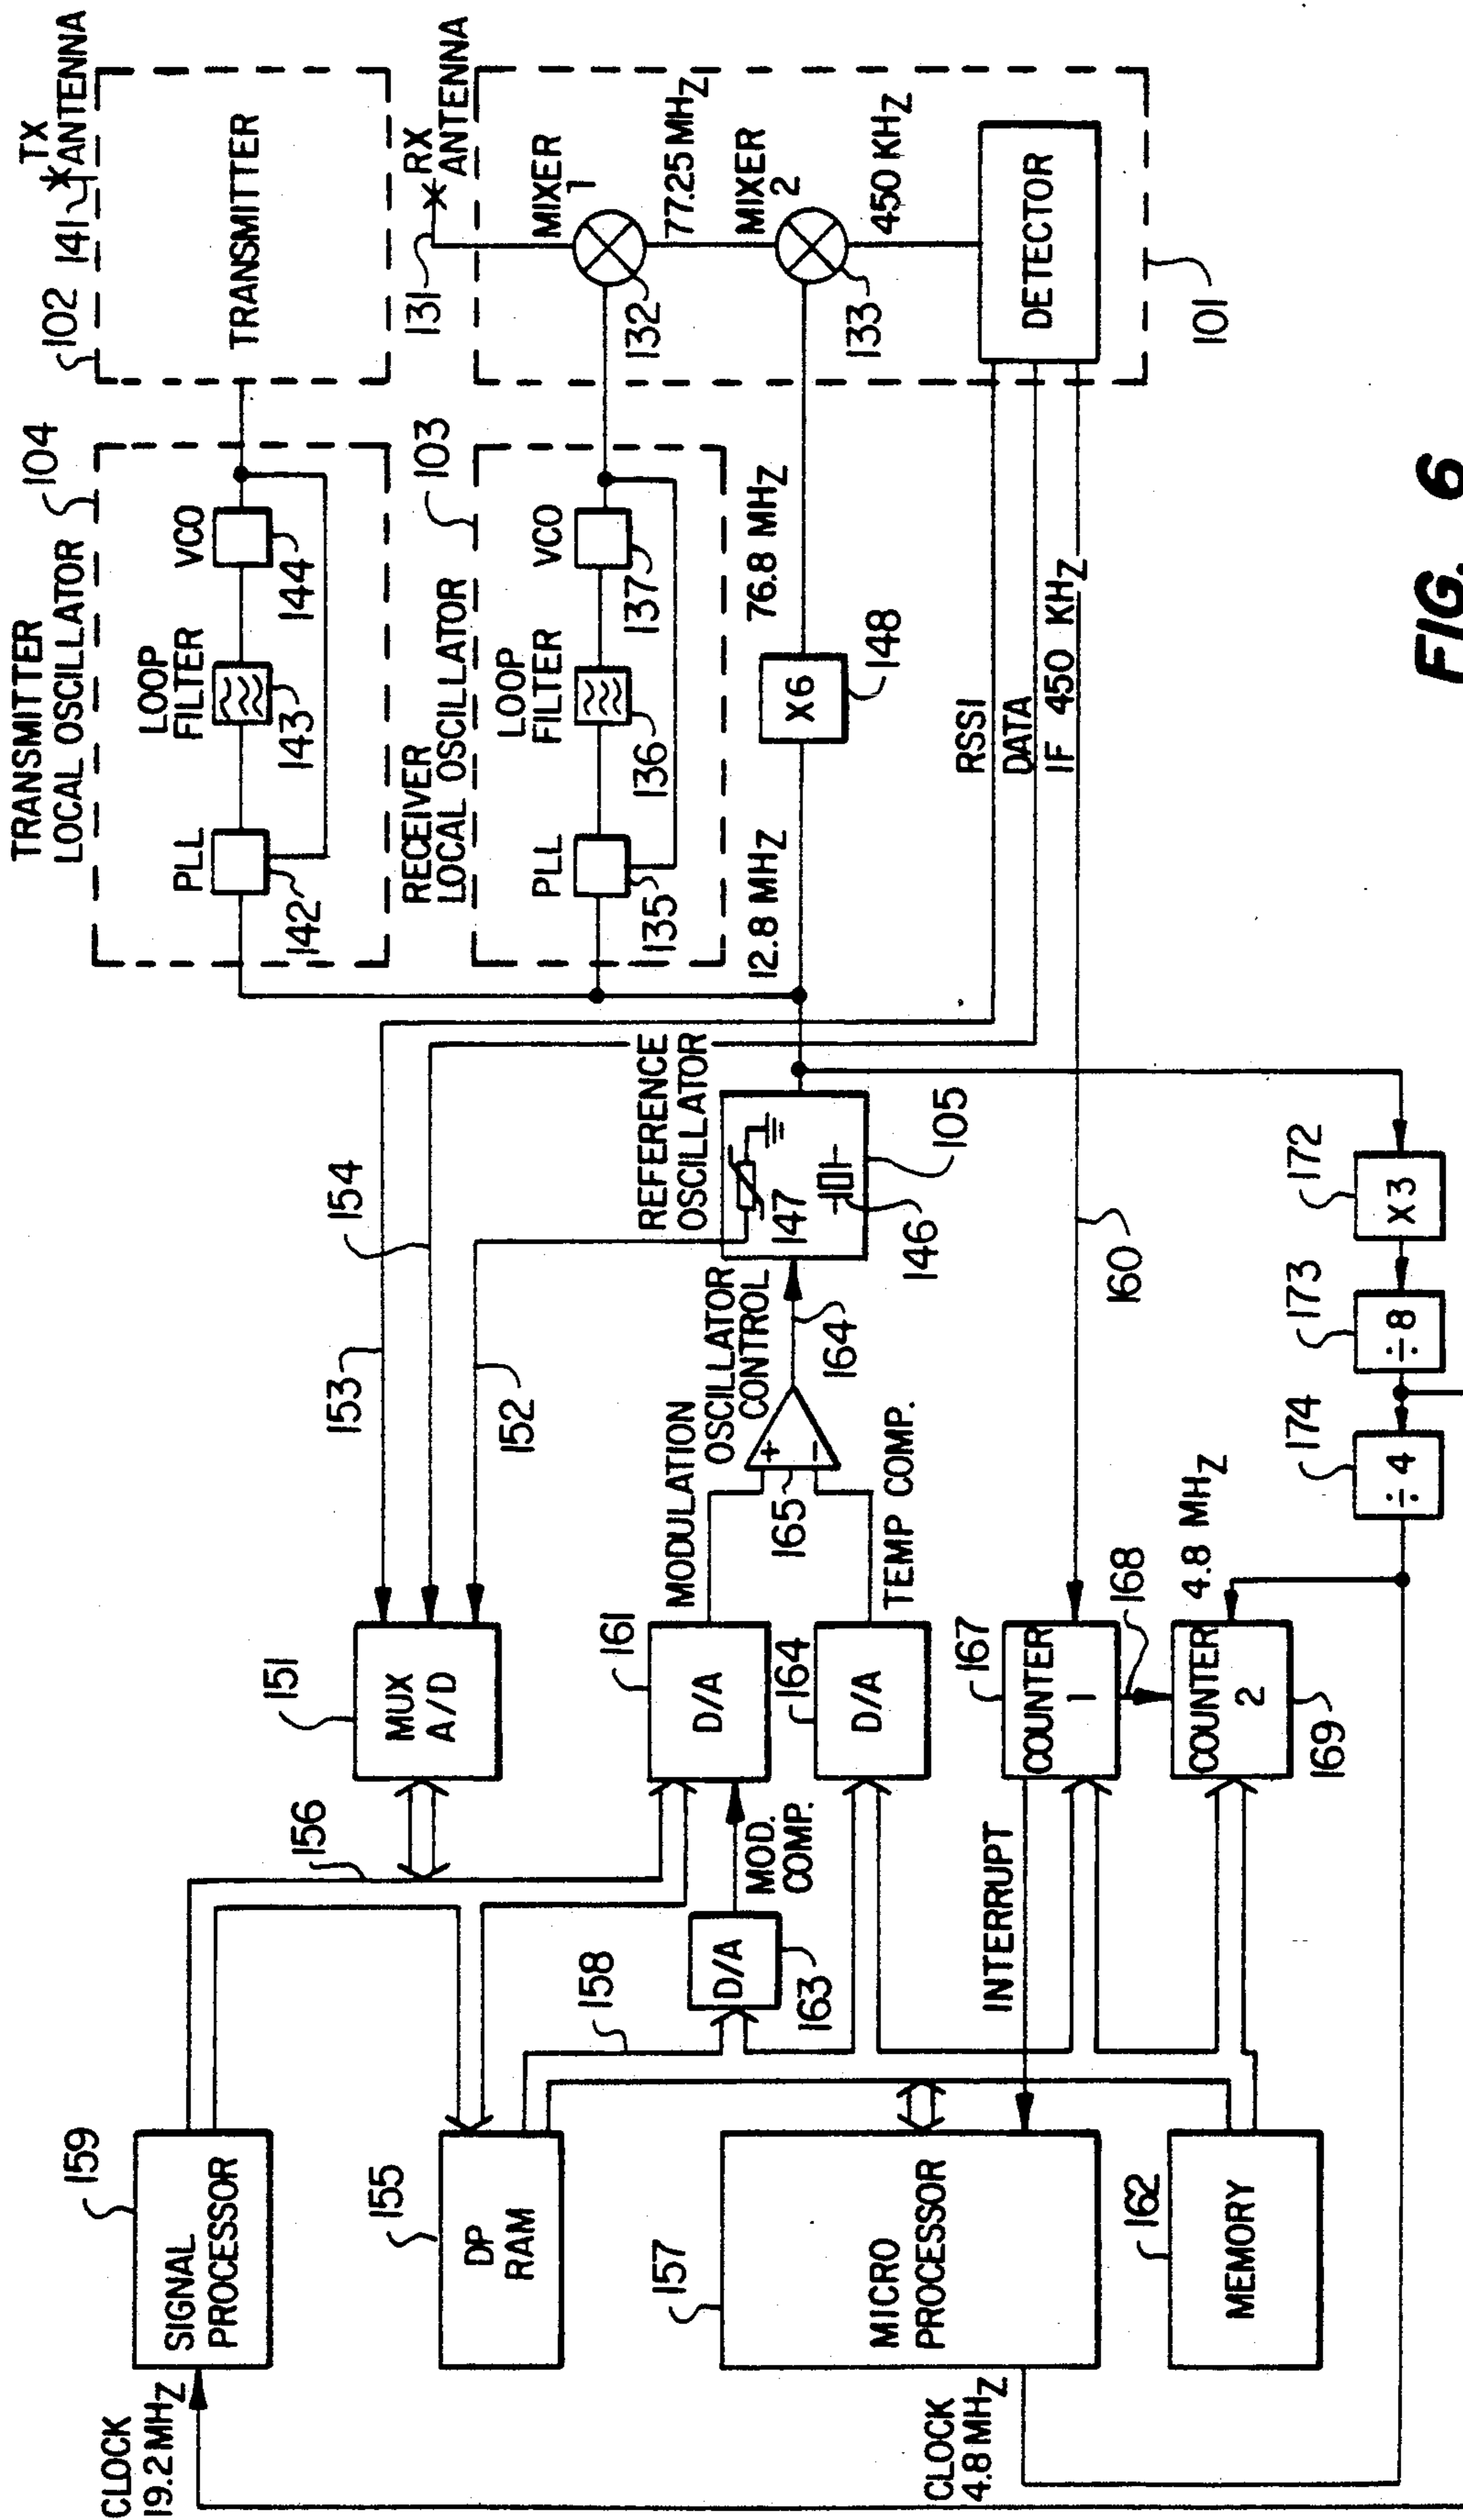 TRANSMITTER
LOCAL OSCILLATOR
104
102
141
TX
ANTENNA
PLL
LOOP
FILTER
VCO
142
143
144
TRANSMITTER
RECEIVER
LOCAL OSCILLATOR
103
131
RX
ANTENNA
PLL
LOOP
FILTER
VCO
135
136
137
MIXER
1
132
77.25 MHZ
MIXER
2
133
450 KHZ
12.8 MHZ
X6
148
76.8 MHZ
DETECTOR
101
RSSI
DATA
IF 450 KHZ
CLOCK
19.2 MHZ
SIGNAL
PROCESSOR
159
156
151
MUX
A/D
153
154
152
155
DP
RAM
158
D/A
163
MOD.
COMP.
161
D/A
MODULATION
164
D/A
TEMP COMP.
+
−
165
OSCILLATOR
CONTROL
164
REFERENCE
OSCILLATOR
147
146
105
157
MICRO
PROCESSOR
INTERRUPT
167
COUNTER
1
168
160
CLOCK
4.8 MHZ
162
MEMORY
COUNTER
2
169
4.8 MHZ
174
÷4
173
÷8
172
X3
FIG. 6